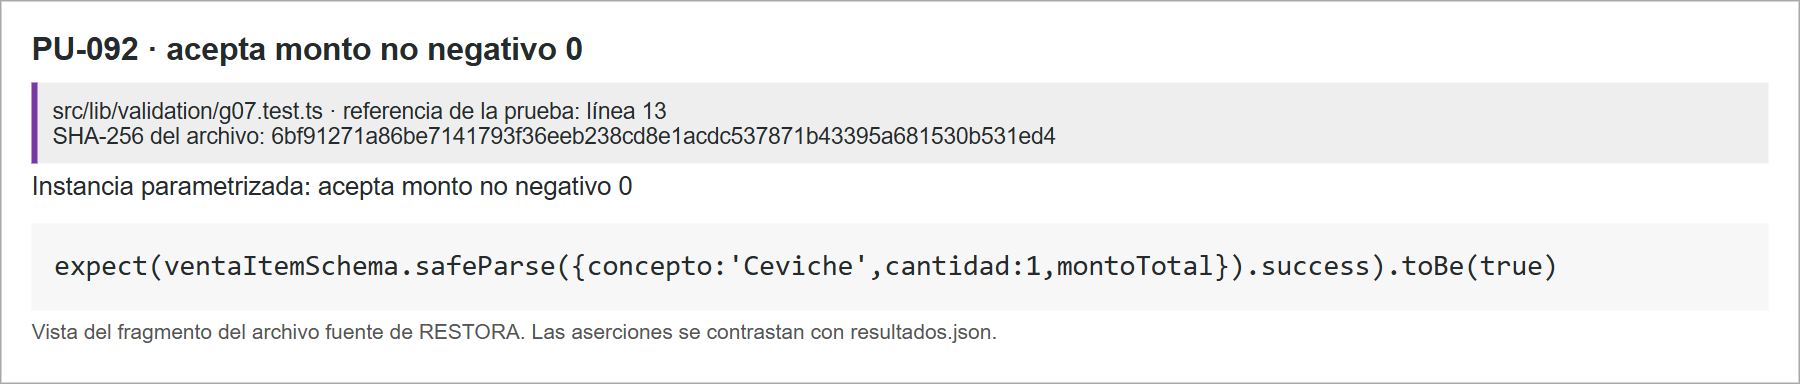 PU-092 · acepta monto no negativo 0
src/lib/validation/g07.test.ts · referencia de la prueba: línea 13
SHA-256 del archivo: 6bf91271a86be7141793f36eeb238cd8e1acdc537871b43395a681530b531ed4
Instancia parametrizada: acepta monto no negativo 0
expect(ventaItemSchema.safeParse({concepto:'Ceviche',cantidad:1,montoTotal}).success).toBe(true)
Vista del fragmento del archivo fuente de RESTORA. Las aserciones se contrastan con resultados.json.